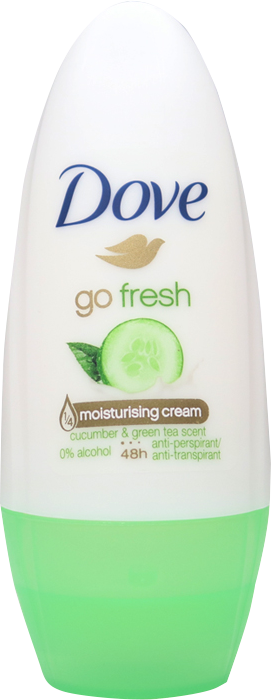 Dove
go fresh
1/4 moisturising cream
cucumber & green tea scent
0% alcohol
48h
anti-perspirant/
anti-transpirant